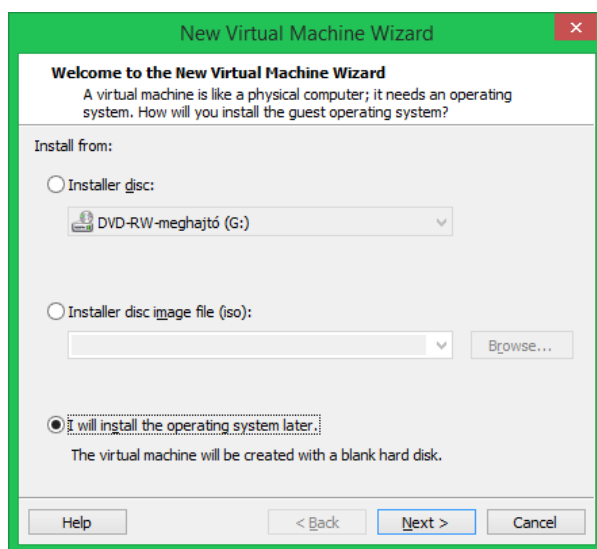 New Virtual Machine Wizard
Welcome to the New Virtual Machine Wizard
A virtual machine is like a physical computer; it needs an operating
system. How will you install the guest operating system?
Install from:
Installer disc:
DVD-RW-meghajtó (G:)
Installer disc image file (iso):
Browse...
I will install the operating system later.
The virtual machine will be created with a blank hard disk.
Help < Back Next > Cancel